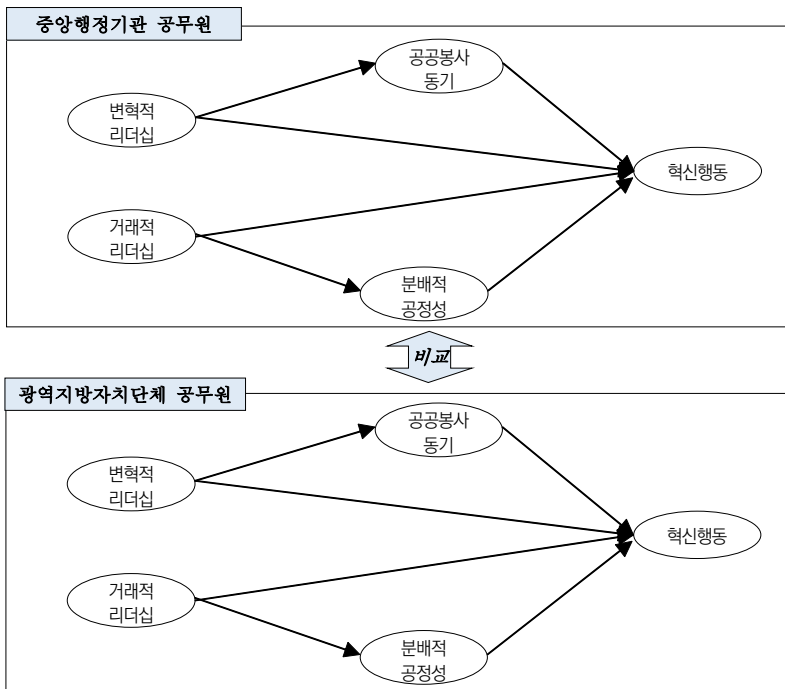 중앙행정기관 공무원
공공봉사
동기
변혁적
리더십
혁신행동
거래적
리더십
분배적
공정성
비교
광역지방자치단체 공무원
공공봉사
동기
변혁적
리더십
혁신행동
거래적
리더십
분배적
공정성